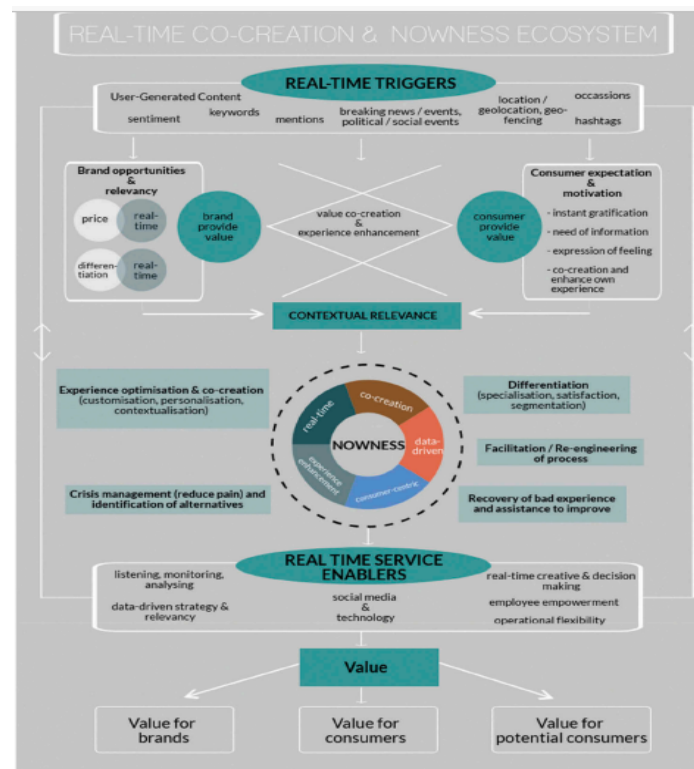 REAL-TIME CO-CREATION & NOWNESS ECOSYSTEM
REAL-TIME TRIGGERS
User-Generated Content
sentiment
keywords
mentions
breaking news / events,
political / social events
location /
geolocation, geo-
fencing
occassions
hashtags
Brand opportunities
&
relevancy
price
real-
time
differen-
tiation
real-
time
brand
provide
value
value co-creation
&
experience enhancement
consumer
provide
value
Consumer expectation
&
motivation
- instant gratification
- need of information
- expression of feeling
- co-creation and
enhance own
experience
CONTEXTUAL RELEVANCE
Experience optimisation & co-creation
(customisation, personalisation,
contextualisation)
Crisis management (reduce pain) and
identification of alternatives
real-time
co-creation
data-
driven
consumer-centric
experience
enhancement
NOWNESS
Differentiation
(specialisation, satisfaction,
segmentation)
Facilitation / Re-engineering
of process
Recovery of bad experience
and assistance to improve
REAL TIME SERVICE
ENABLERS
listening, monitoring,
analysing
data-driven strategy &
relevancy
social media
&
technology
real-time creative & decision
making
employee empowerment
operational flexibility
Value
Value for
brands
Value for
consumers
Value for
potential consumers